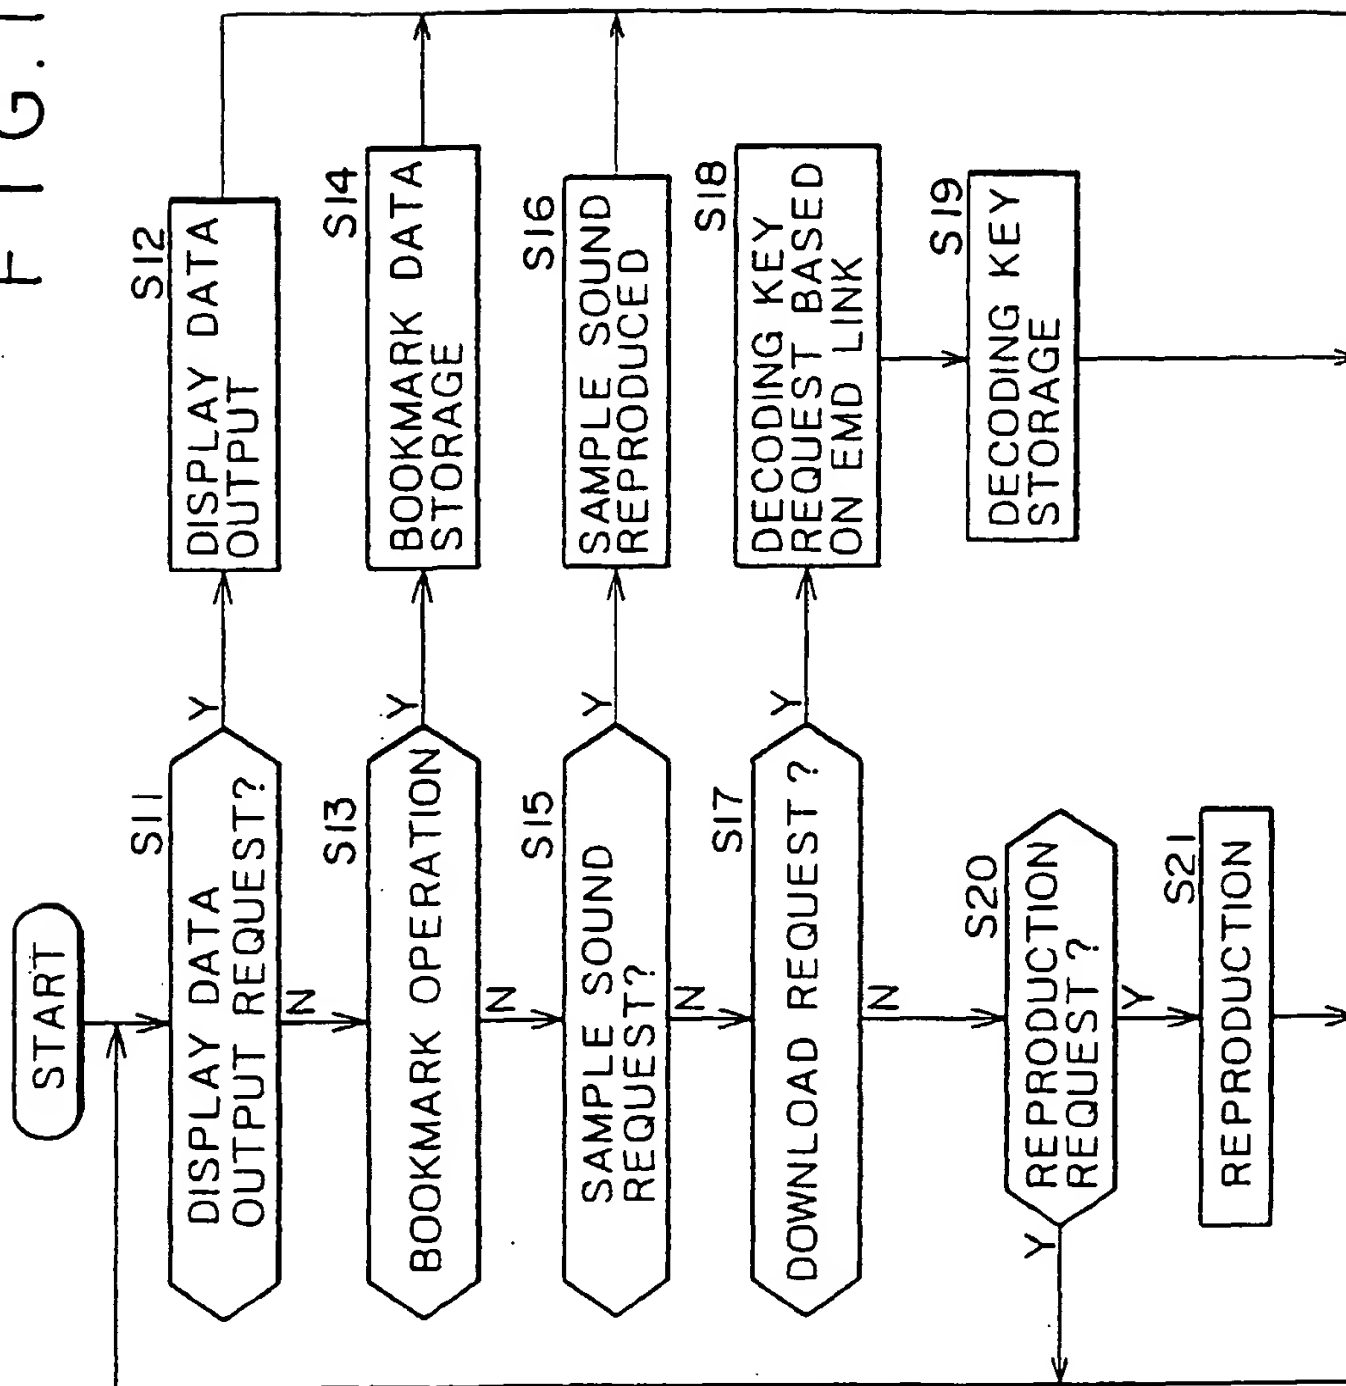 FIG. 1
START
S11
DISPLAY DATA
OUTPUT REQUEST?
Y
S12
DISPLAY DATA
OUTPUT
N
S13
BOOKMARK OPERATION
Y
S14
BOOKMARK DATA
STORAGE
N
S15
SAMPLE SOUND
REQUEST?
Y
S16
SAMPLE SOUND
REPRODUCED
N
S17
DOWNLOAD REQUEST?
Y
S18
DECODING KEY
REQUEST BASED
ON EMD LINK
N
S19
DECODING KEY
STORAGE
S20
REPRODUCTION
REQUEST?
Y
Y
S21
REPRODUCTION